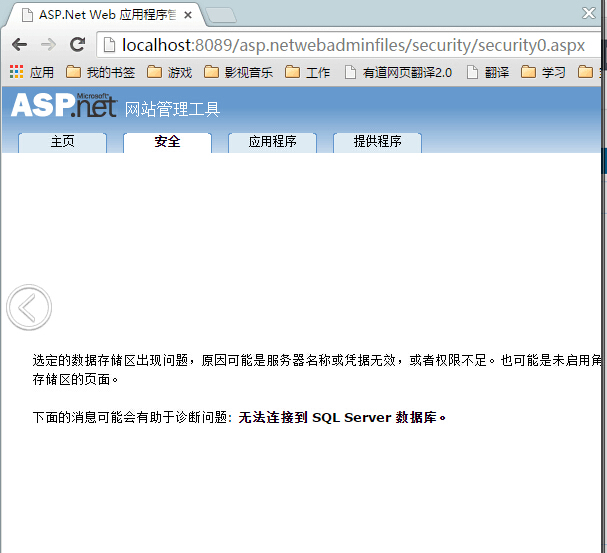 ASP.Net Web 应用程序管
localhost:8089/asp.netwebadminfiles/security/security0.aspx
应用 我的书签 游戏 影视音乐 工作 有道网页翻译2.0 翻译 学习 实
Microsoft
ASP.net 网站管理工具
主页 安全 应用程序 提供程序
选定的数据存储区出现问题，原因可能是服务器名称或凭据无效，或者权限不足。也可能是未启用角
存储区的页面。
下面的消息可能会有助于诊断问题: 无法连接到 SQL Server 数据库。